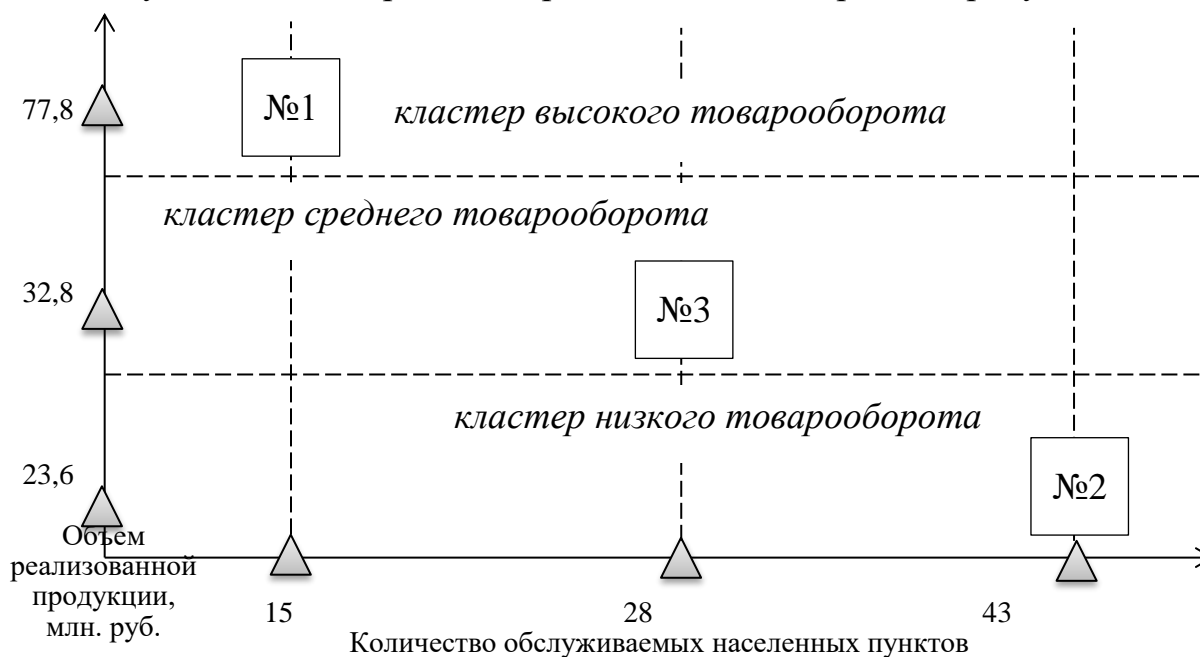 77,8
№1
кластер высокого товарооборота
кластер среднего товарооборота
32,8
№3
кластер низкого товарооборота
23,6
№2
Объем
реализованной
продукции,
млн. руб.
15
28
43
Количество обслуживаемых населенных пунктов